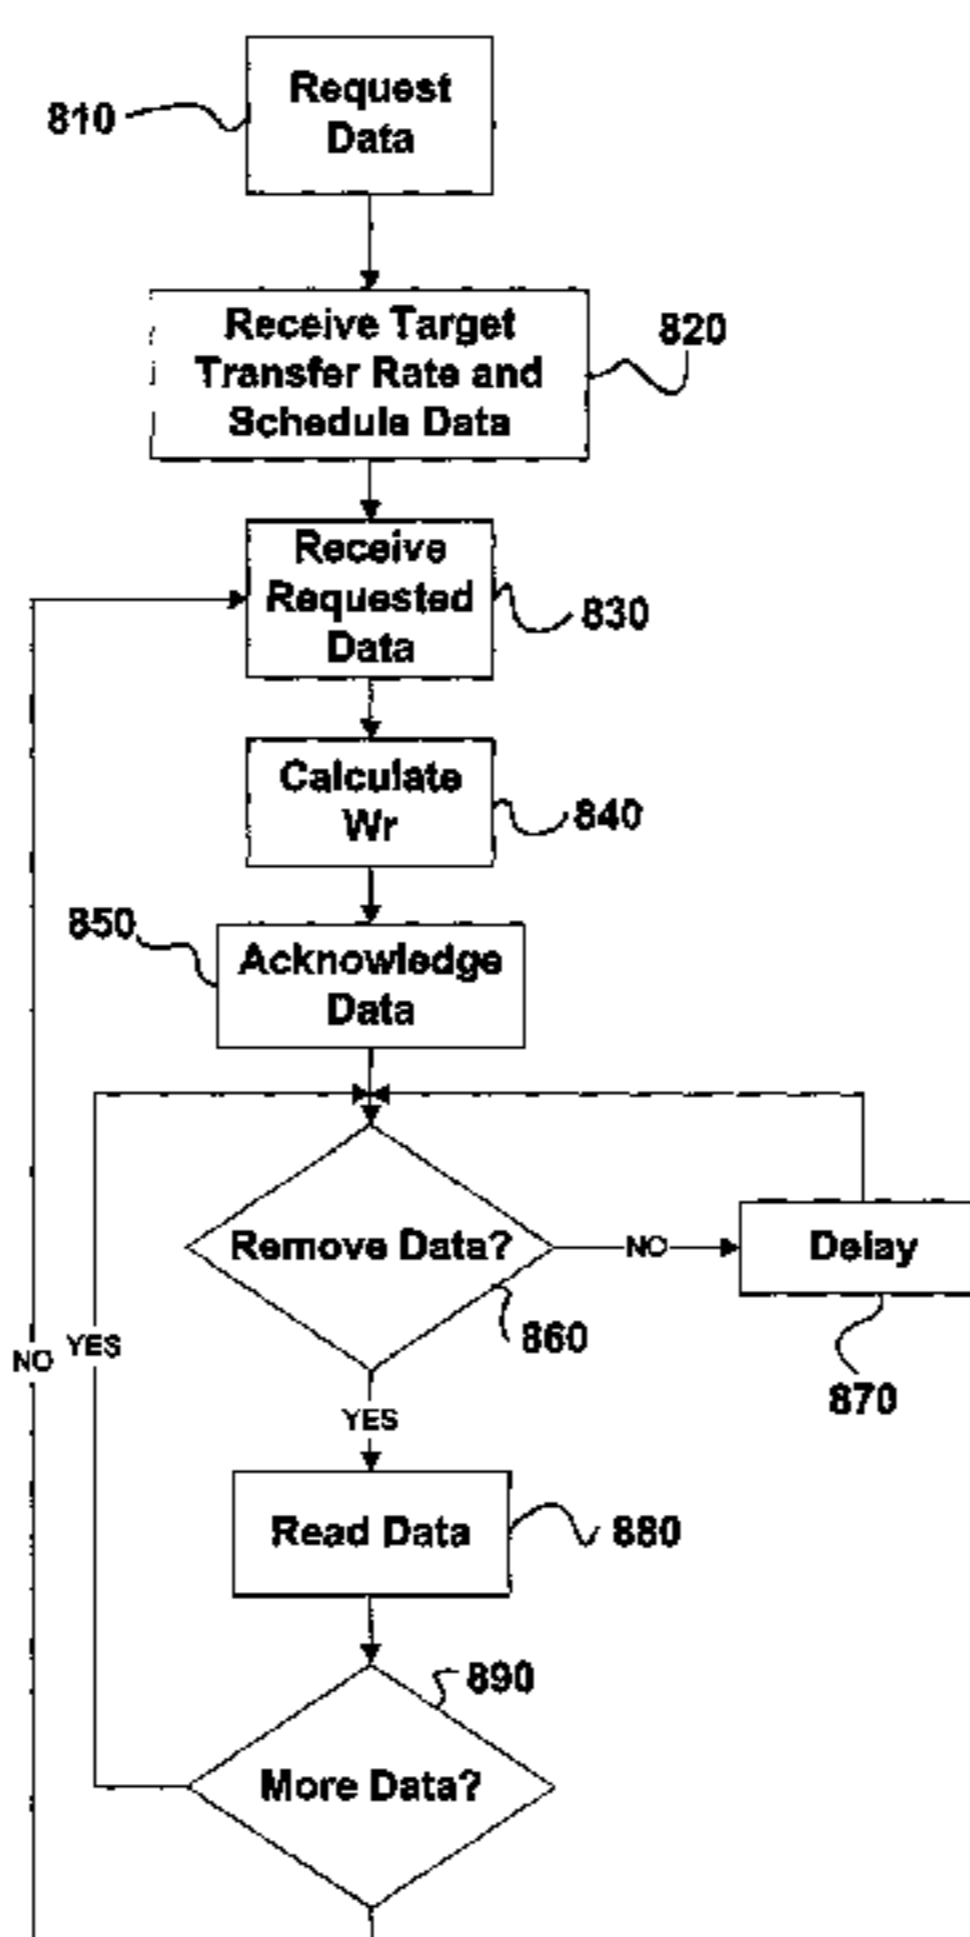 810
Request
Data
Receive Target
Transfer Rate and
Schedule Data
820
Receive
Requested
Data
830
Calculate
Wr
840
850
Acknowledge
Data
Remove Data?
NO
Delay
860
870
NO
YES
YES
Read Data
880
890
More Data?